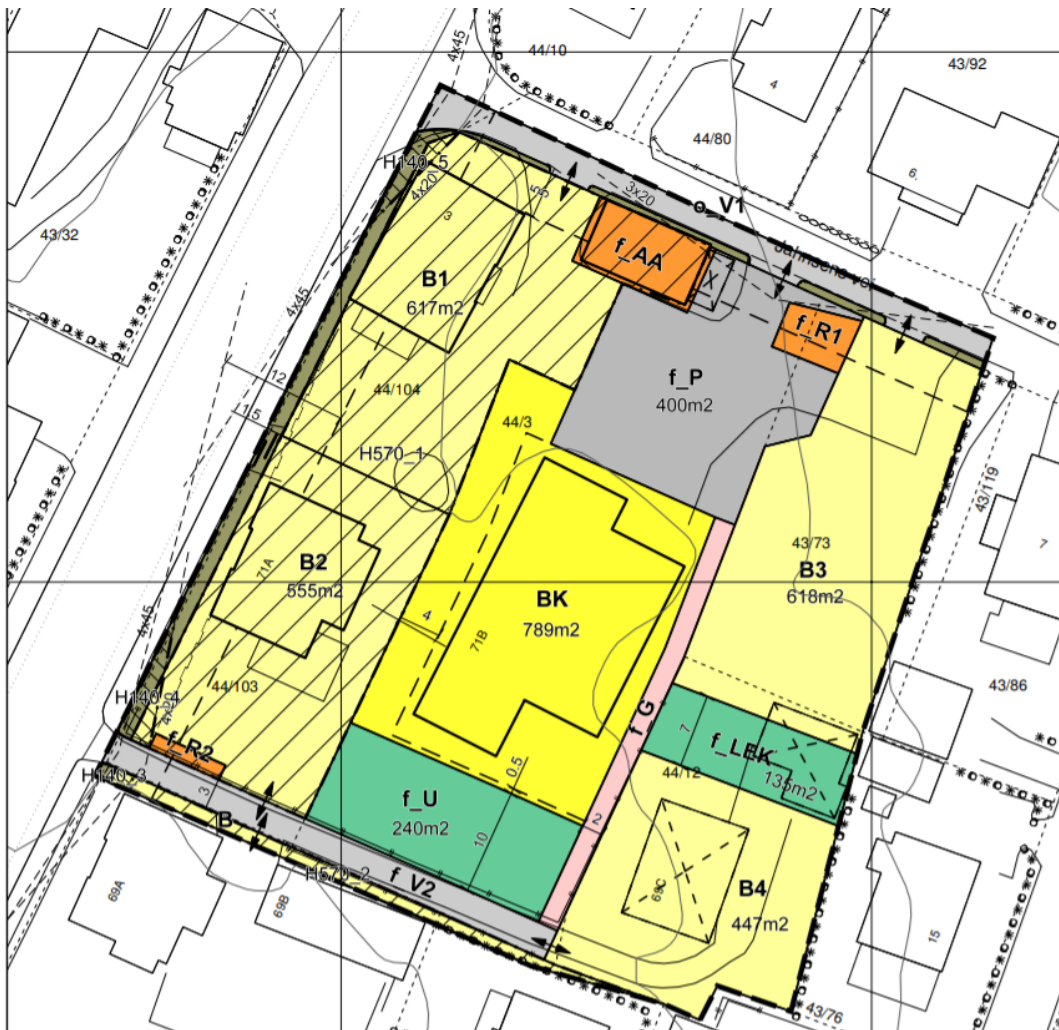 44/10
43/92
4x45
4
44/80
6.
H140_5
4x20
5
3x20
o_V1
43/32
3
f_AA
Jahnsens vei
B1
617m2
4x45
f_R1
f_P
400m2
12
44/104
15
44/3
H570_1
43/119
7
43/73
B3
618m2
B2
555m2
71A
BK
789m2
4
71B
4x45
44/103
43/86
H140_4
f_G
7
f_LEK
135m2
f_R2
44/12
0.5
H140_3
3
f_U
240m2
10
2
B
H570_2
f_V2
69A
69B
69C
B4
447m2
15
43/76